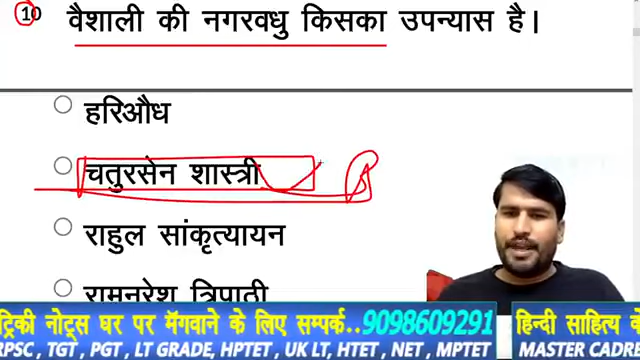 10 वैशाली की नगरवधु किसका उपन्यास है।
हरिऔध
चतुरसेन शास्त्री
राहुल सांकृत्यायन
रामनरेश त्रिपाठी
ट्रिकी नोट्स घर पर मॅगवाने के लिए सम्पर्क..9098609291 हिन्दी साहित्य के
RPSC, TGT , PGT , LT GRADE, HPTET , UK LT, HTET , NET , MPTET MASTER CADRE